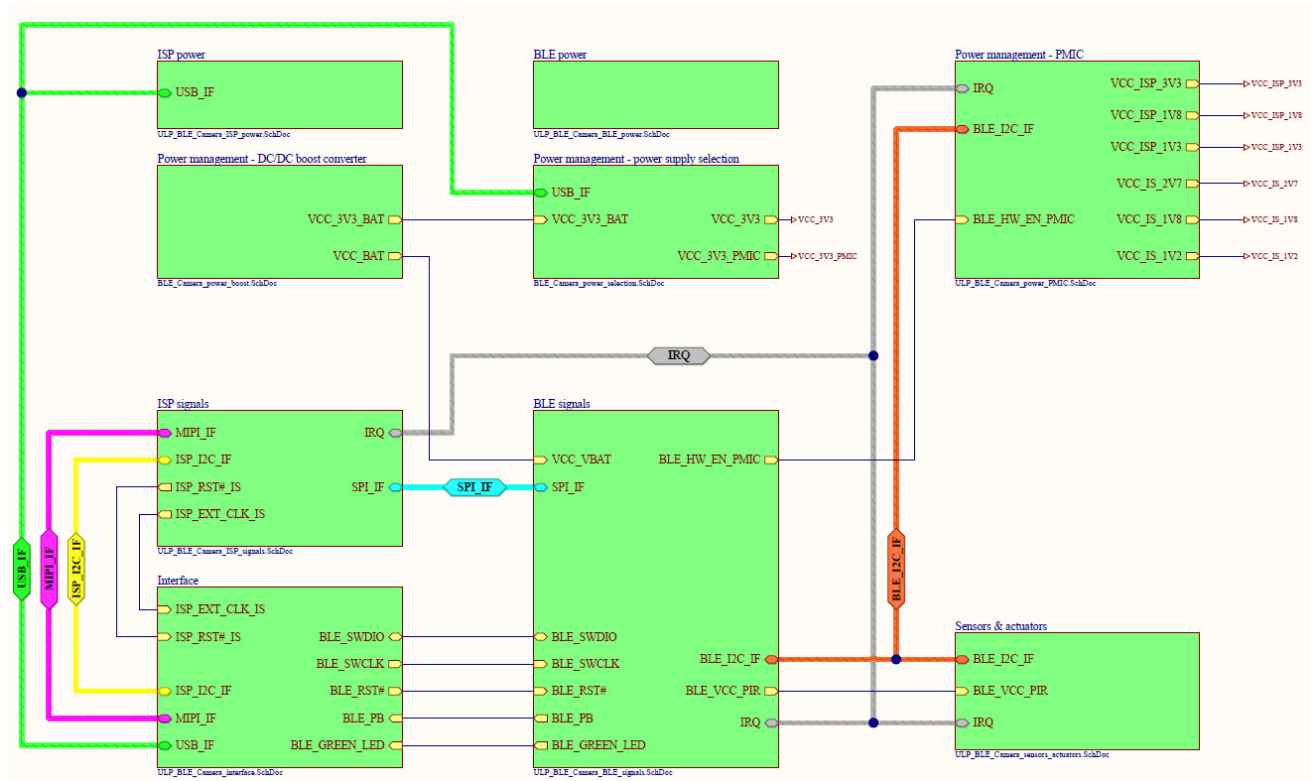 ISP power
USB_IF
ULP_BLE_Camera_ISP_power.SchDoc
BLE power
ULP_BLE_Camera_BLE_power.SchDoc
Power management - PMIC
IRQ
BLE_I2C_IF
BLE_HW_EN_PMIC
VCC_ISP_3V3
VCC_ISP_1V8
VCC_ISP_1V3
VCC_IS_2V7
VCC_IS_1V8
VCC_IS_1V2
VCC_ISP_3V3
VCC_ISP_1V8
VCC_ISP_1V3
VCC_IS_2V7
VCC_IS_1V8
VCC_IS_1V2
ULP_BLE_Camera_power_PMIC.SchDoc
Power management - DC/DC boost converter
VCC_3V3_BAT
VCC_BAT
BLE_Camera_power_boost.SchDoc
Power management - power supply selection
USB_IF
VCC_3V3_BAT
VCC_3V3
VCC_3V3_PMIC
VCC_3V3
VCC_3V3_PMIC
BLE_Camera_power_selection.SchDoc
IRQ
ISP signals
MIPI_IF
ISP_I2C_IF
ISP_RST#_IS
ISP_EXT_CLK_IS
IRQ
SPI_IF
ULP_BLE_Camera_ISP_signals.SchDoc
SPI_IF
BLE signals
VCC_VBAT
SPI_IF
BLE_SWDIO
BLE_SWCLK
BLE_RST#
BLE_PB
BLE_GREEN_LED
BLE_HW_EN_PMIC
BLE_I2C_IF
BLE_VCC_PIR
IRQ
ULP_BLE_Camera_BLE_signals.SchDoc
USB_IF
MIPI_IF
ISP_I2C_IF
BLE_I2C_IF
Interface
ISP_EXT_CLK_IS
ISP_RST#_IS
ISP_I2C_IF
MIPI_IF
USB_IF
BLE_SWDIO
BLE_SWCLK
BLE_RST#
BLE_PB
BLE_GREEN_LED
ULP_BLE_Camera_interface.SchDoc
Sensors & actuators
BLE_I2C_IF
BLE_VCC_PIR
IRQ
ULP_BLE_Camera_sensors_actuators.SchDoc